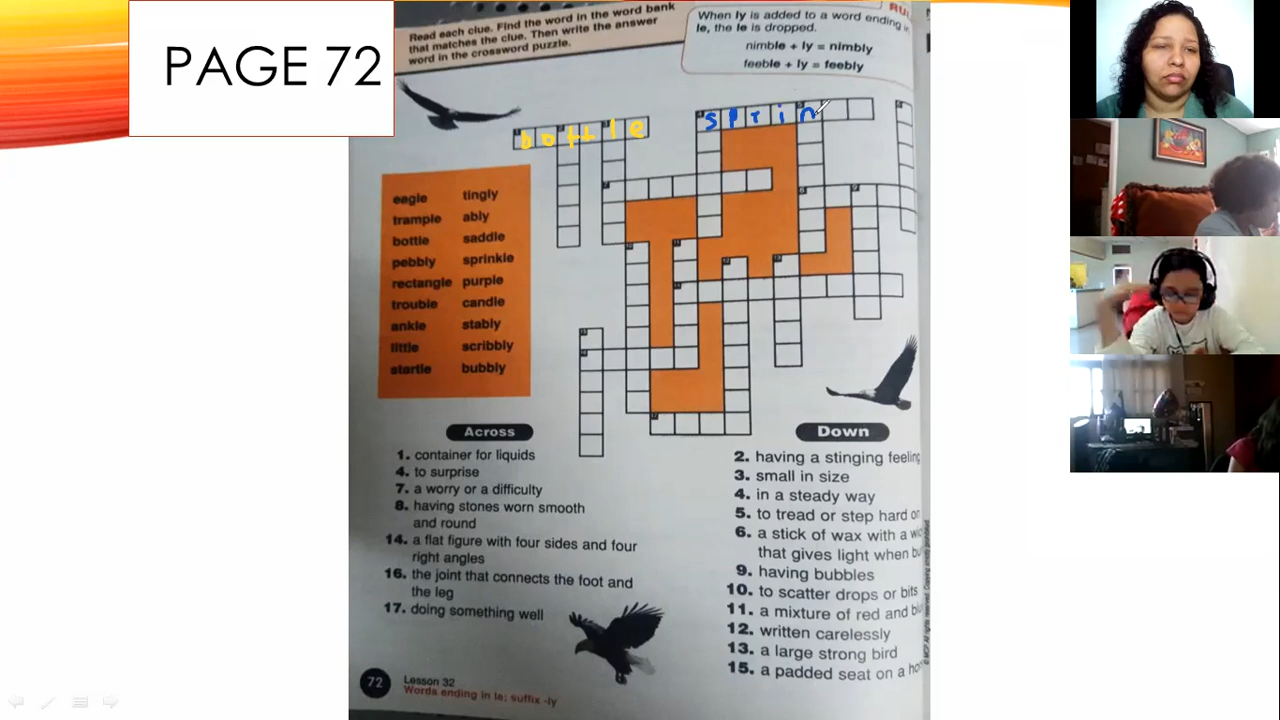 PAGE 72
Read each clue. Find the word in the word bank
that matches the clue. Then write the answer
word in the crossword puzzle.
When ly is added to a word ending in
le, the le is dropped.
nimble + ly = nimbly
feeble + ly = feebly
bottle
sprin
eagle tingly
trample ably
bottle saddle
pebbly sprinkle
rectangle purple
trouble candle
ankle stably
little scribbly
startle bubbly
Across
1. container for liquids
4. to surprise
7. a worry or a difficulty
8. having stones worn smooth
and round
14. a flat figure with four sides and four
right angles
16. the joint that connects the foot and
the leg
17. doing something well
Down
2. having a stinging feeling
3. small in size
4. in a steady way
5. to tread or step hard on
6. a stick of wax with a
that gives light when
9. having bubbles
10. to scatter drops or bits
11. a mixture of red and
12. written carelessly
13. a large strong bird
15. a padded seat on a
72
Lesson 32
Words ending in le; suffix -ly